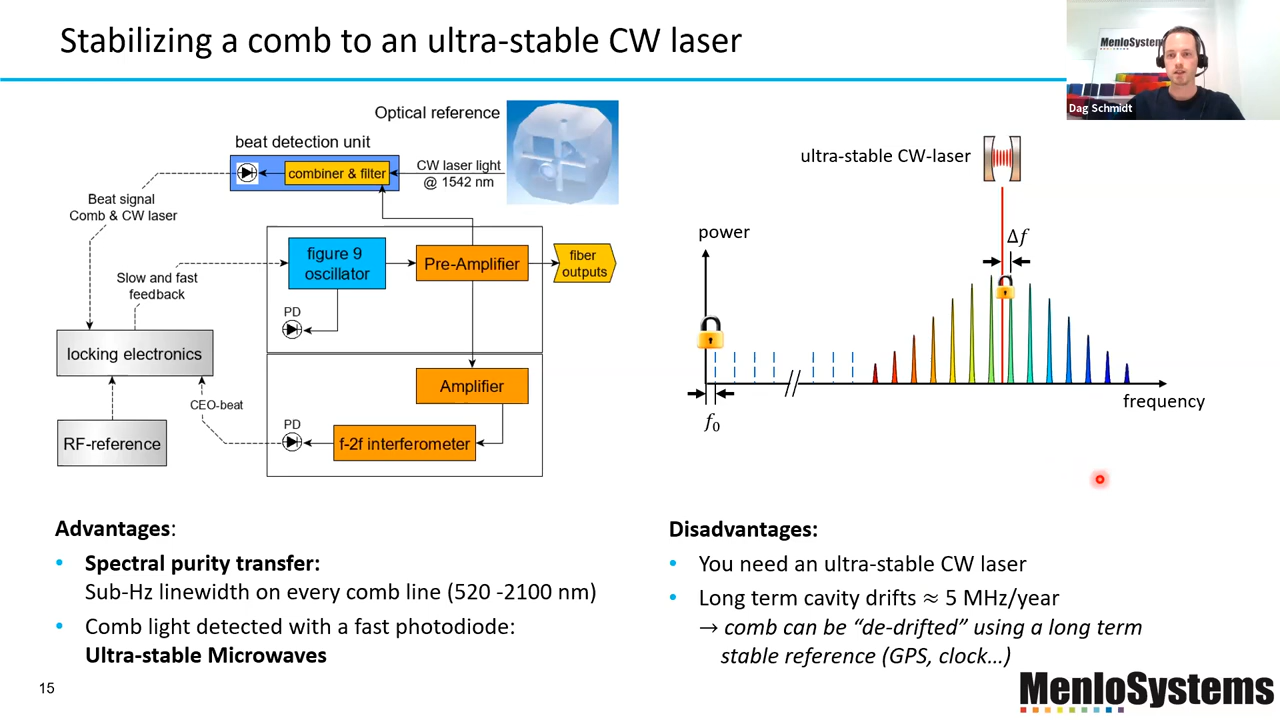 Stabilizing a comb to an ultra-stable CW laser
MenloSystem
Dag Schmidt
Optical reference
beat detection unit
combiner & filter
CW laser light
@ 1542 nm
Beat signal
Comb & CW laser
Slow and fast
feedback
figure 9
oscillator
Pre-Amplifier
fiber
outputs
PD
locking electronics
Amplifier
CEO-beat
PD
RF-reference
f-2f interferometer
ultra-stable CW-laser
power
Δf
frequency
f₀
Advantages:
• Spectral purity transfer:
Sub-Hz linewidth on every comb line (520 -2100 nm)
• Comb light detected with a fast photodiode:
Ultra-stable Microwaves
Disadvantages:
• You need an ultra-stable CW laser
• Long term cavity drifts ≈ 5 MHz/year
→ comb can be “de-drifted” using a long term
stable reference (GPS, clock…)
15
MenloSystems